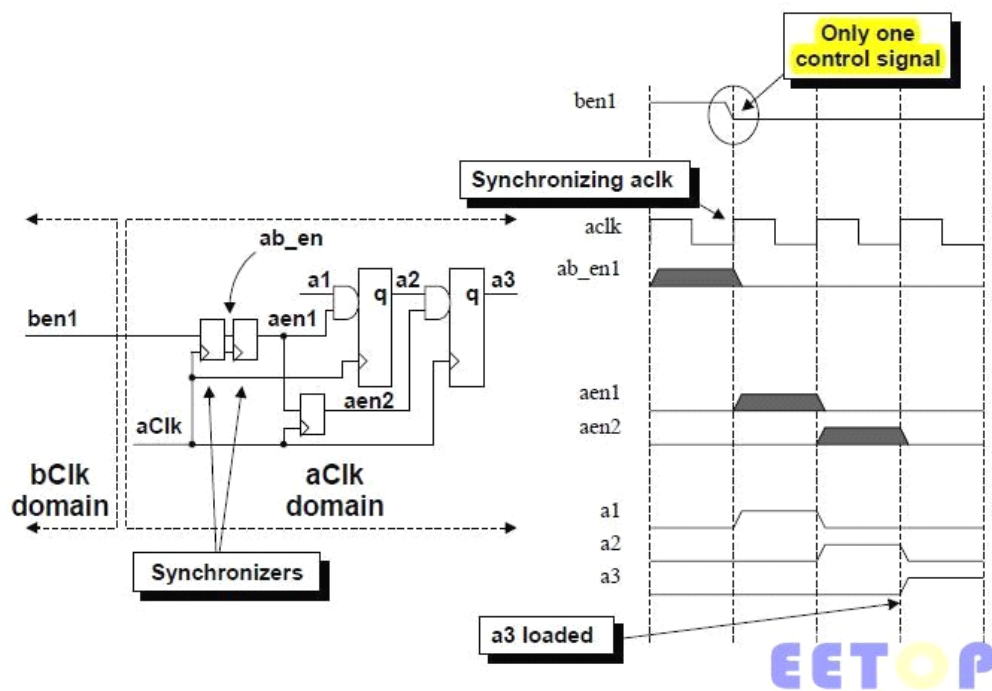 Only one
control signal
ben1
Synchronizing aclk
aclk
ab_en
ab_en1
a1
q
a2
q
a3
ben1
aen1
aen2
aClk
aen1
aen2
bClk
domain
aClk
domain
a1
a2
a3
Synchronizers
a3 loaded
EETOP